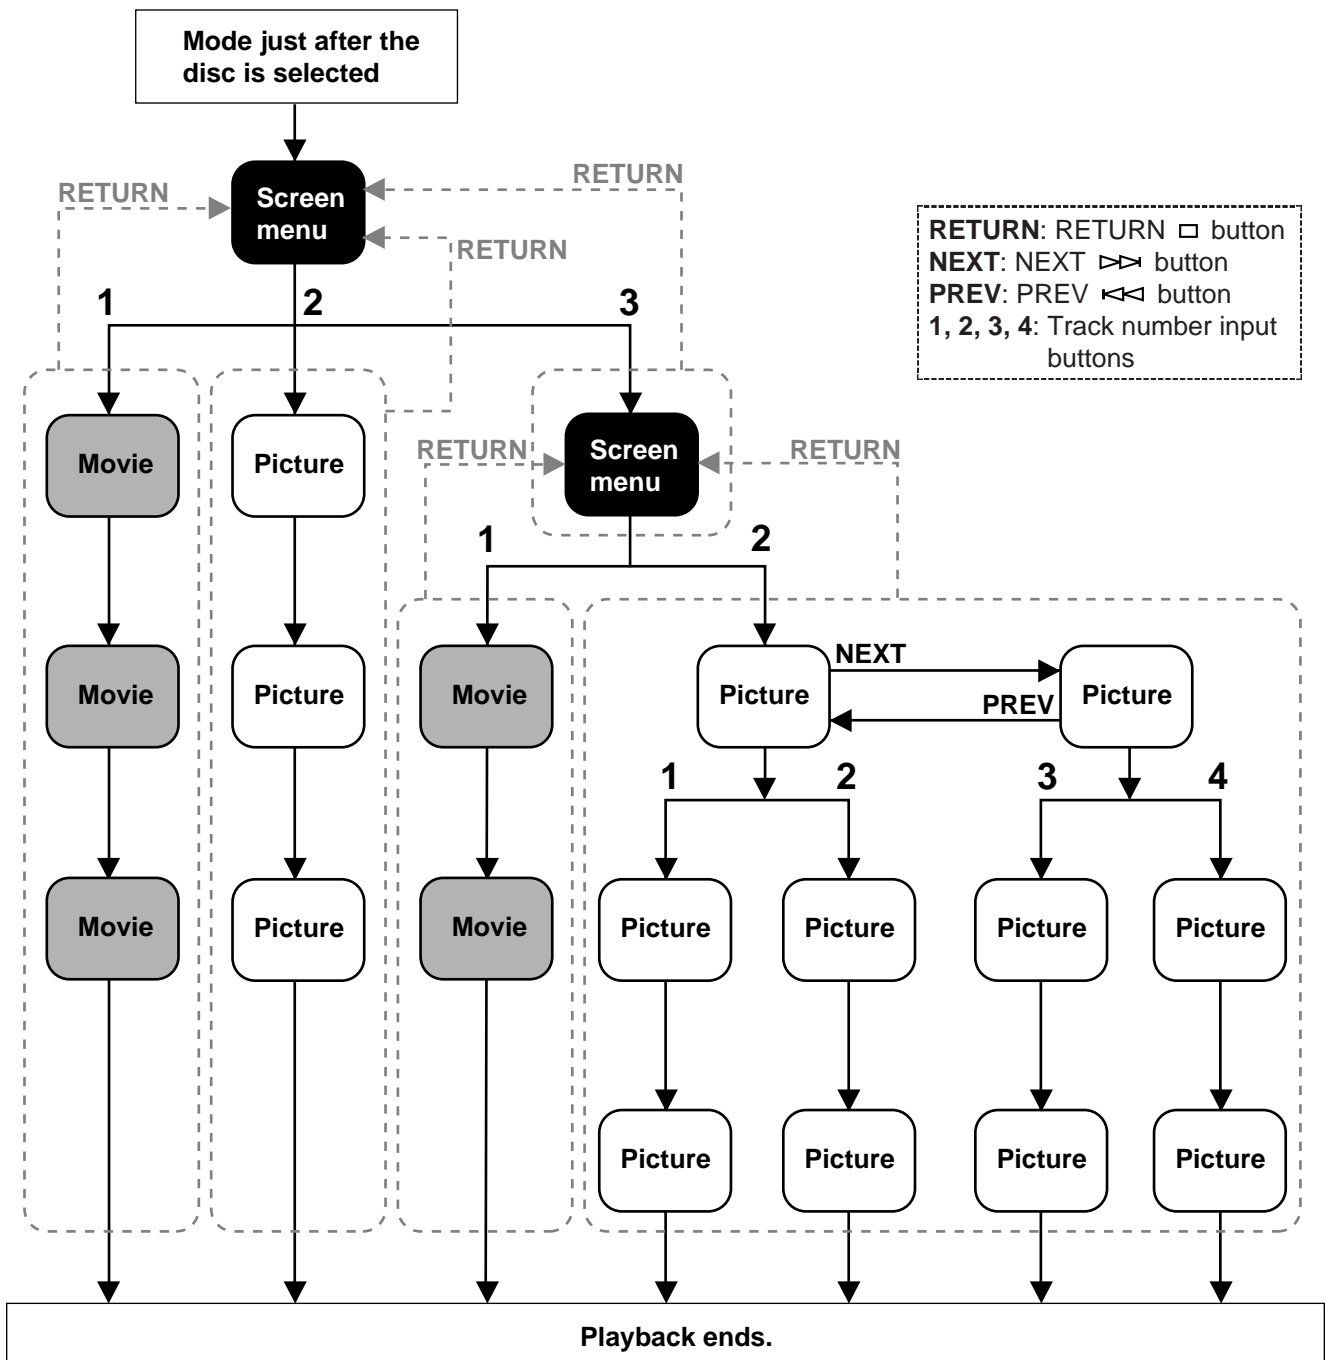 Mode just after the
disc is selected
RETURN
RETURN
Screen
menu
RETURN
RETURN: RETURN □ button
NEXT: NEXT ▷▷| button
PREV: PREV |◁◁ button
1, 2, 3, 4: Track number input
buttons
1 2 3
Movie
Picture
RETURN
Screen
menu
RETURN
1 2
Movie
Picture
Movie
Picture
NEXT
PREV
Picture
1 2 3 4
Movie
Picture
Movie
Picture
Picture
Picture
Picture
Picture
Picture
Picture
Picture
Playback ends.